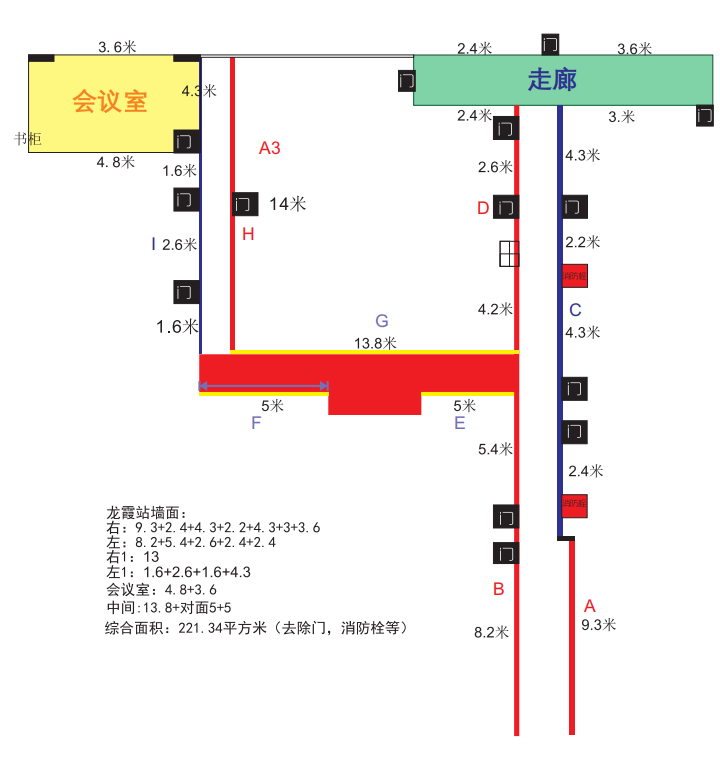 3.6米
2.4米
门
3.6米
会议室
4.3米
门
走廊
2.4米
3.米
门
书柜
门
4.8米
1.6米
A3
门
2.6米
4.3米
门
门
14米
H
D
门
门
I
2.6米
2.2米
消防栓
门
G
4.2米
C
1.6米
13.8米
4.3米
门
5米
5米
F
E
门
5.4米
2.4米
消防栓
门
门
B
A
8.2米
9.3米
龙霞站墙面：
右：9.3+2.4+4.3+2.2+4.3+3+3.6
左：8.2+5.4+2.6+2.4+2.4
右1：13
左1：1.6+2.6+1.6+4.3
会议室：4.8+3.6
中间:13.8+对面5+5
综合面积：221.34平方米（去除门，消防栓等）